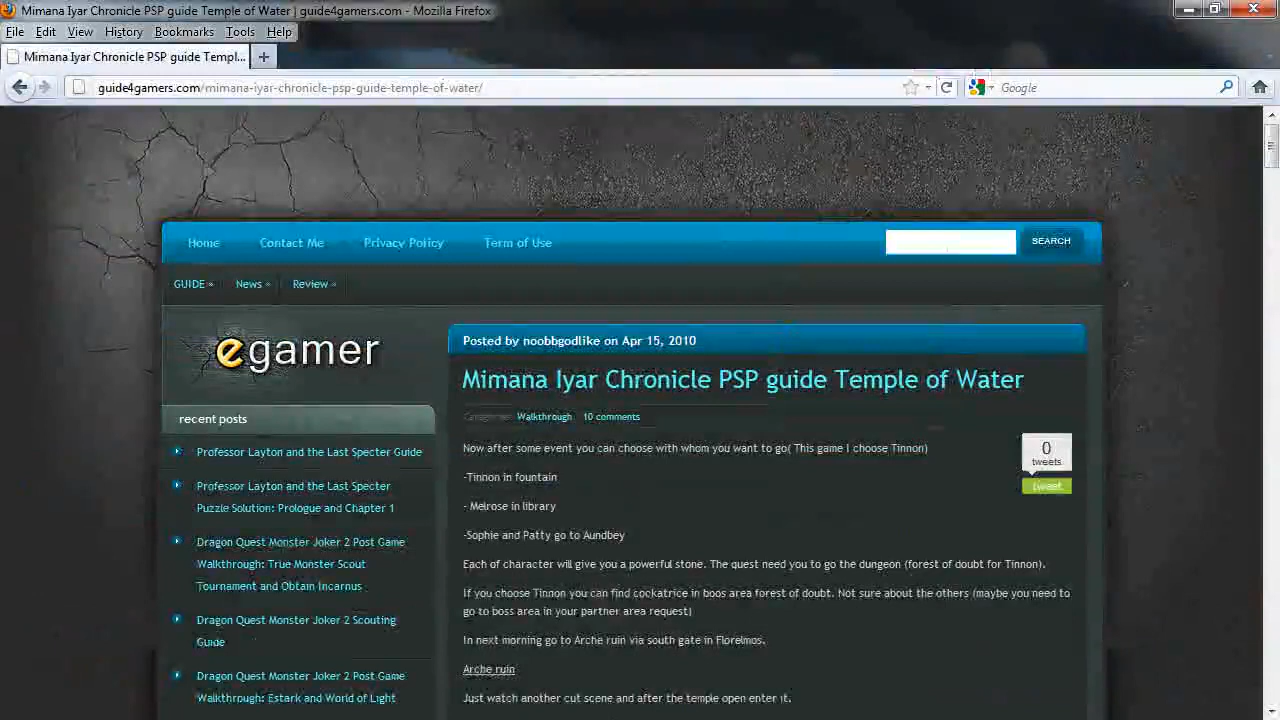 Mimana Iyar Chronicle PSP guide Temple of Water | guide4gamers.com - Mozilla Firefox
File Edit View History Bookmarks Tools Help
Mimana Iyar Chronicle PSP guide Templ...
guide4gamers.com/mimana-iyar-chronicle-psp-guide-temple-of-water/
Google
Home Contact Me Privacy Policy Term of Use
SEARCH
GUIDE » News » Review »
egamer
Posted by noobbgodlike on Apr 15, 2010
Mimana Iyar Chronicle PSP guide Temple of Water
Categories: Walkthrough 10 comments
recent posts
Professor Layton and the Last Specter Guide
Professor Layton and the Last Specter
Puzzle Solution: Prologue and Chapter 1
Dragon Quest Monster Joker 2 Post Game
Walkthrough: True Monster Scout
Tournament and Obtain Incarnus
Dragon Quest Monster Joker 2 Scouting
Guide
Dragon Quest Monster Joker 2 Post Game
Walkthrough: Estark and World of Light
Now after some event you can choose with whom you want to go( This game I choose Tinnon)
0
tweets
tweet
-Tinnon in fountain
- Melrose in library
-Sophie and Patty go to Aundbey
Each of character will give you a powerful stone. The quest need you to go the dungeon (forest of doubt for Tinnon).
If you choose Tinnon you can find cockatrice in boos area forest of doubt. Not sure about the others (maybe you need to
go to boss area in your partner area request)
In next morning go to Arche ruin via south gate in Florelmos.
Arche ruin
Just watch another cut scene and after the temple open enter it.